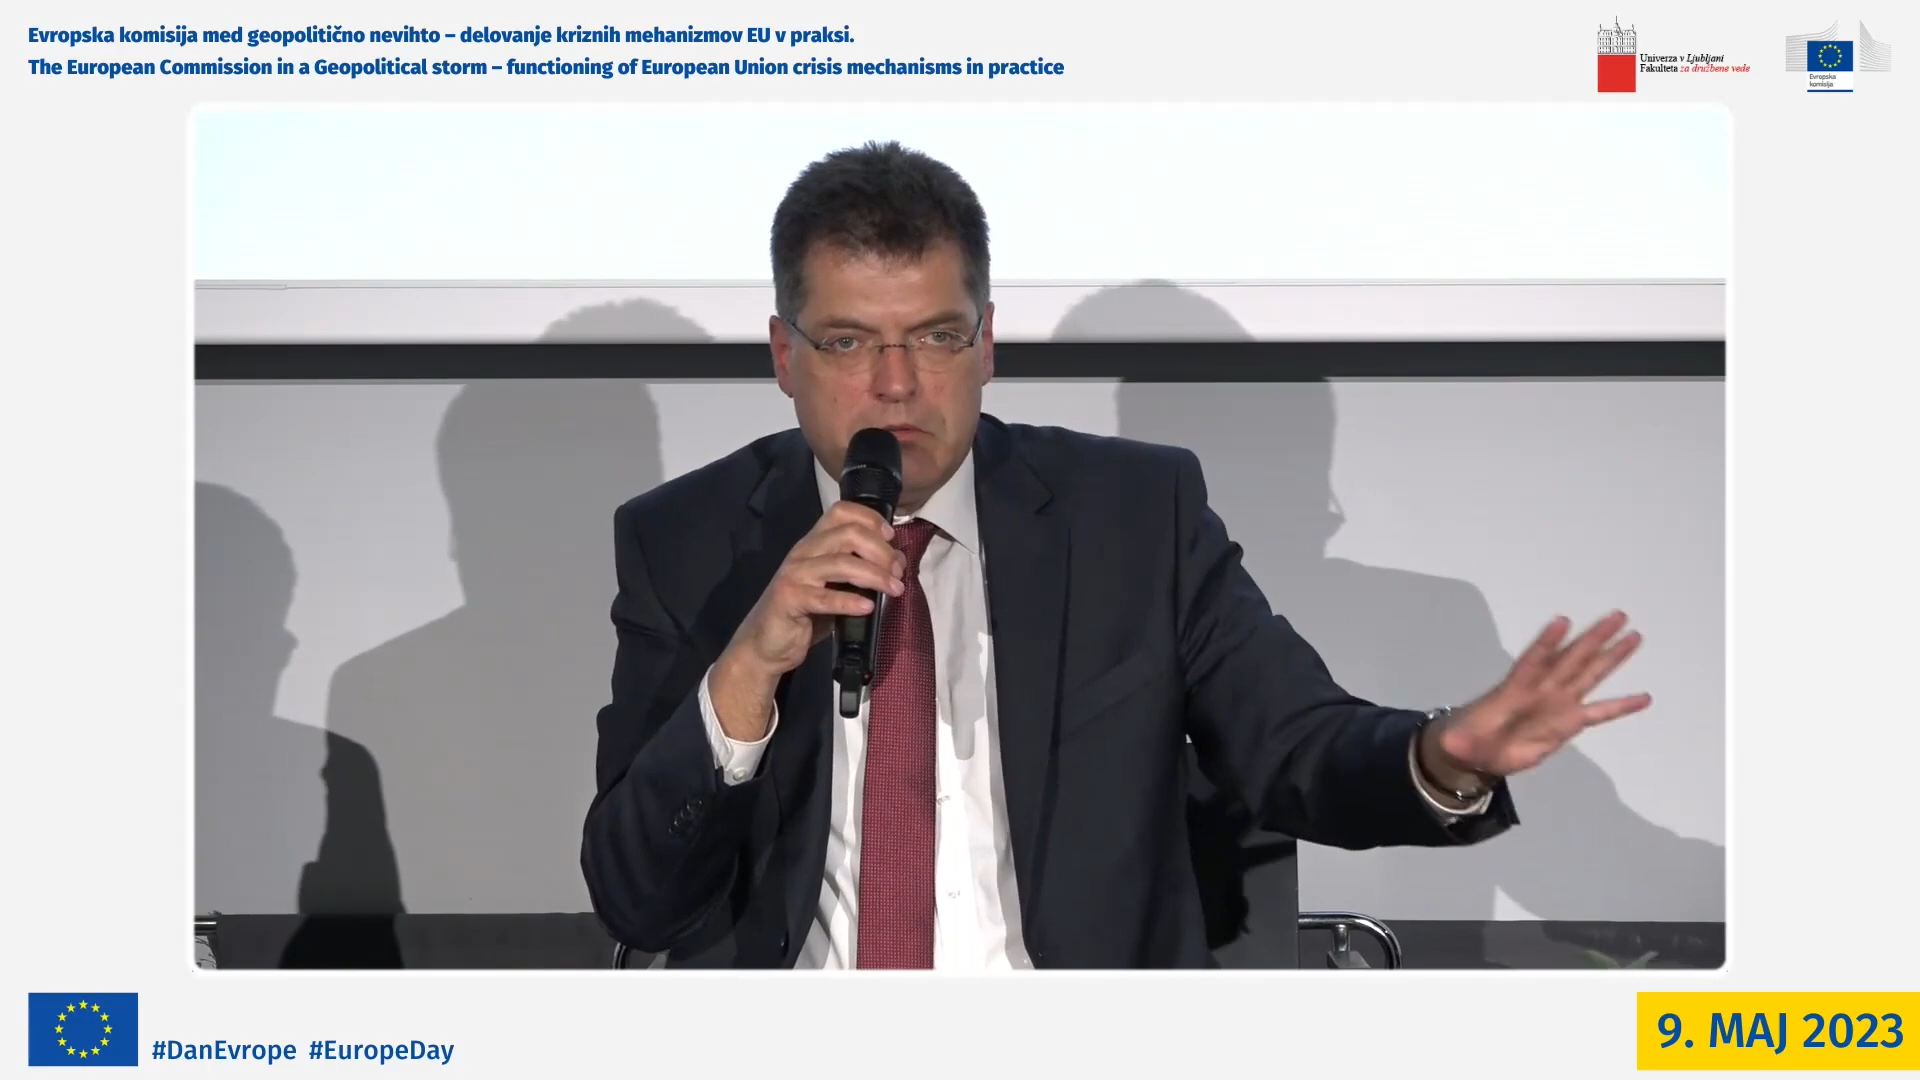 Evropska komisija med geopolitično nevihto – delovanje kriznih mehanizmov EU v praksi.
The European Commission in a Geopolitical storm – functioning of European Union crisis mechanisms in practice
Univerza v Ljubljani
Fakulteta za družbene vede
Evropska
komisija
#DanEvrope #EuropeDay
9. MAJ 2023